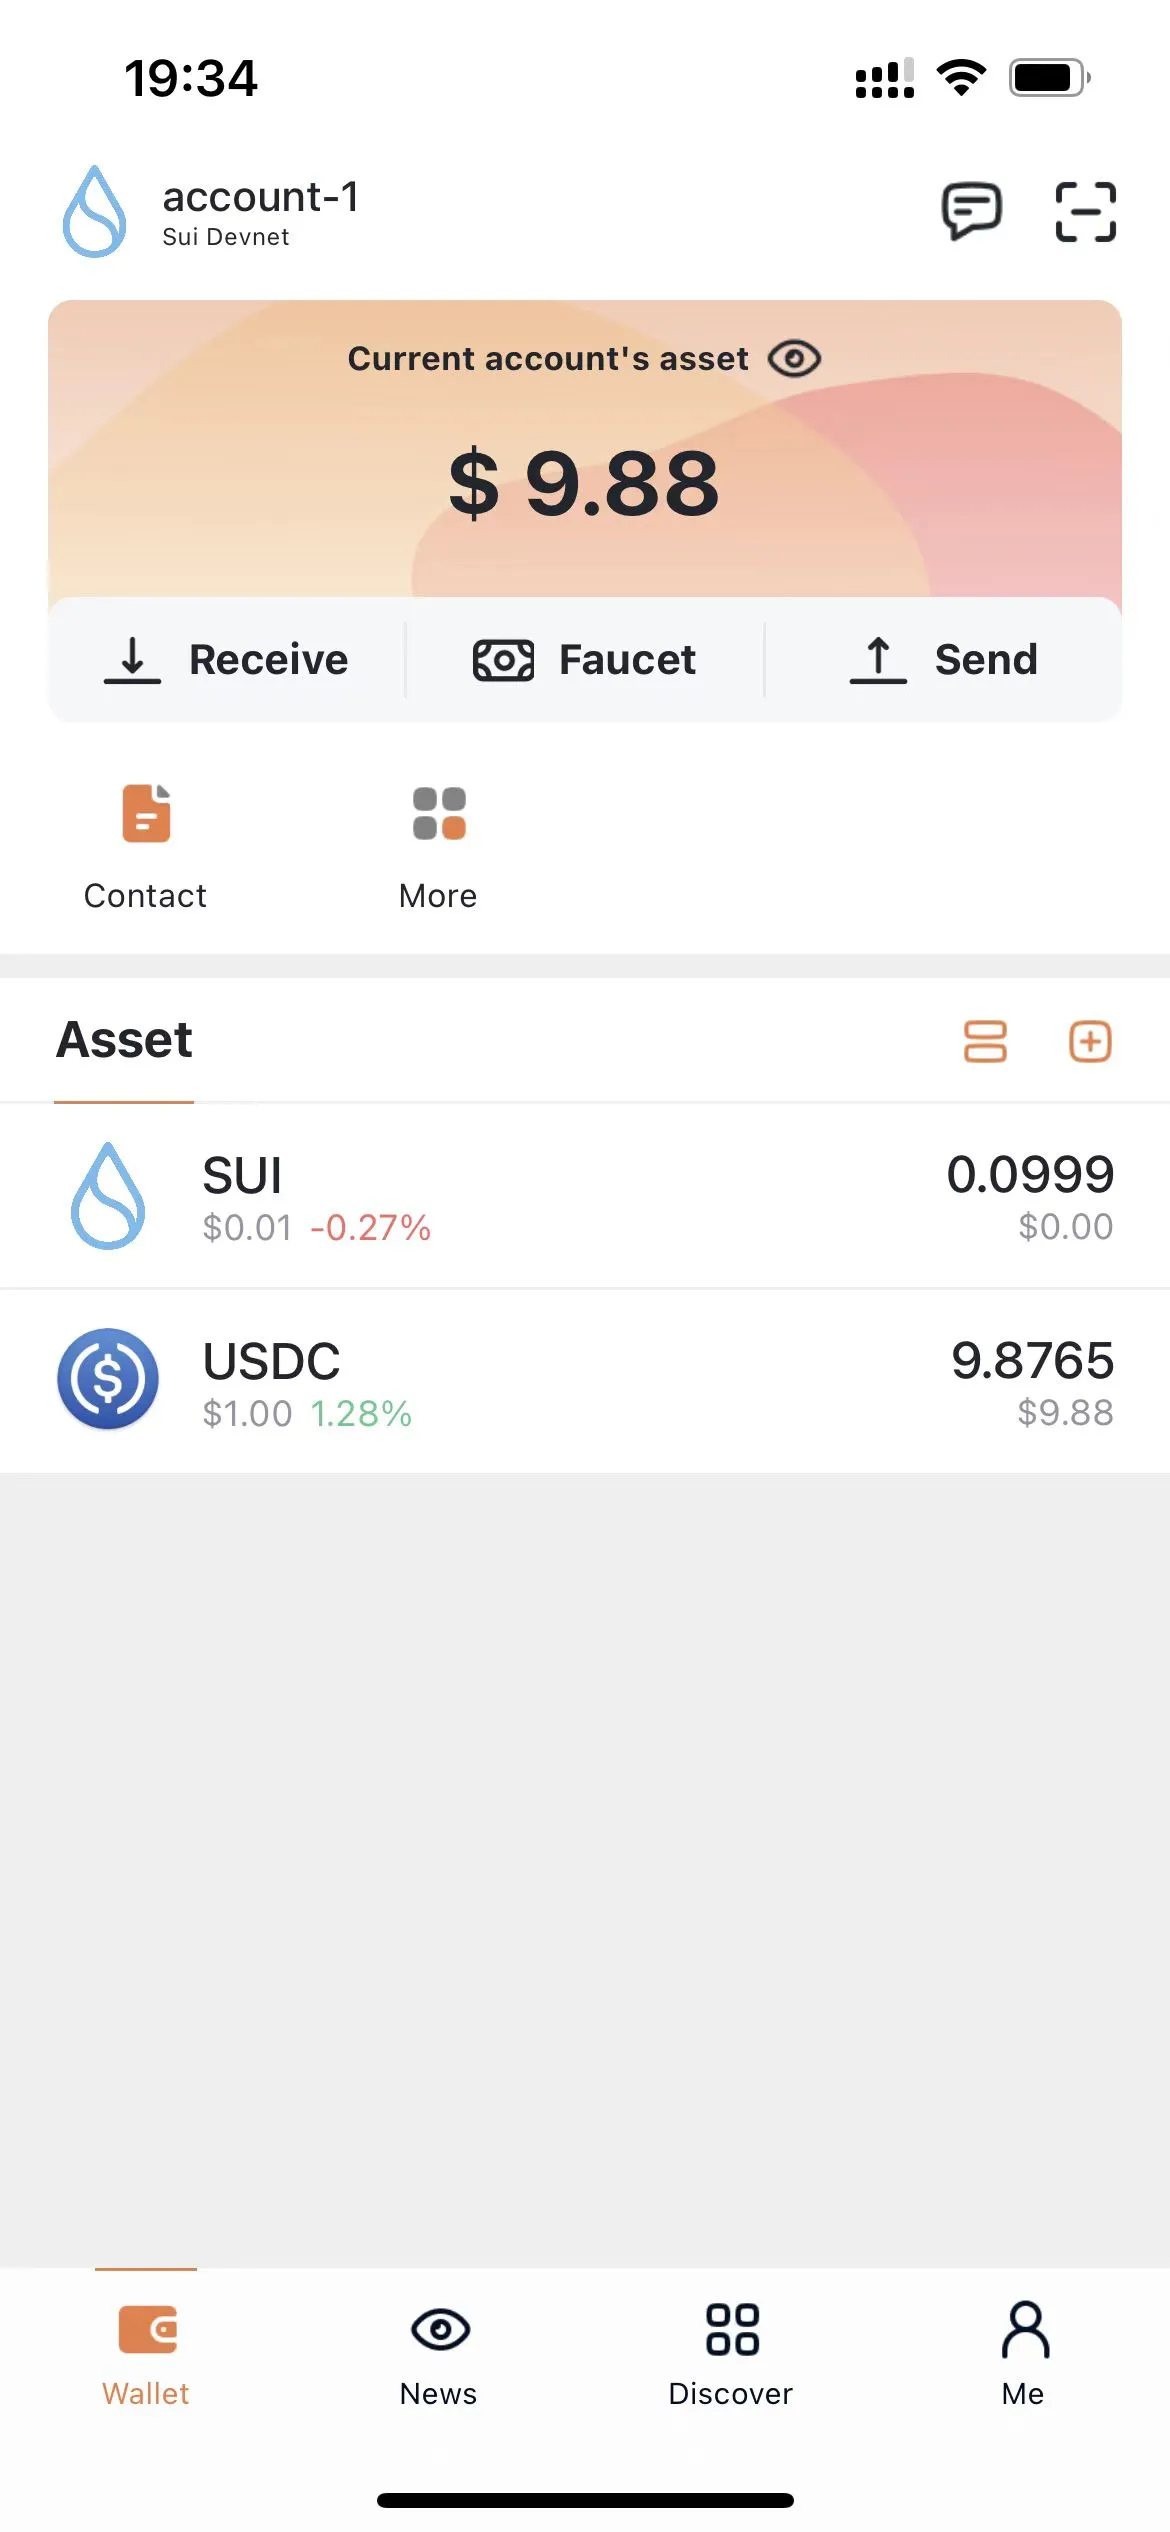 19:34
account-1
Sui Devnet
Current account's asset
$ 9.88
Receive
Faucet
Send
Contact
More
Asset
SUI
0.0999
$0.01 -0.27%
$0.00
USDC
9.8765
$1.00 1.28%
$9.88
Wallet
News
Discover
Me